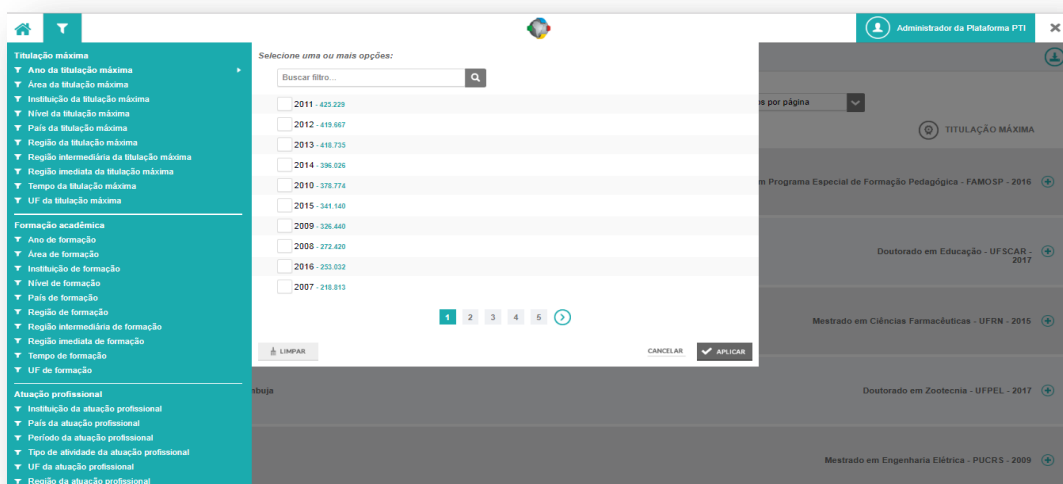 Administrador da Plataforma PTI
Titulação máxima
Ano da titulação máxima
Área da titulação máxima
Instituição da titulação máxima
Nível da titulação máxima
País da titulação máxima
Região da titulação máxima
Região intermediária da titulação máxima
Região imediata da titulação máxima
Tempo da titulação máxima
UF da titulação máxima
Formação acadêmica
Ano de formação
Área de formação
Instituição de formação
Nível de formação
País de formação
Região de formação
Região intermediária de formação
Região imediata de formação
Tempo de formação
UF de formação
Atuação profissional
Instituição da atuação profissional
País da atuação profissional
Período da atuação profissional
Tipo de atividade da atuação profissional
UF da atuação profissional
Região da atuação profissional
Selecione uma ou mais opções:
Buscar filtro...
2011 - 425.229
2012 - 419.667
2013 - 418.735
2014 - 396.026
2010 - 378.774
2015 - 341.140
2009 - 326.440
2008 - 272.420
2016 - 253.032
2007 - 218.813
1 2 3 4 5
LIMPAR CANCELAR APLICAR
os por página
TITULAÇÃO MÁXIMA
m Programa Especial de Formação Pedagógica - FAMOSP - 2016
Doutorado em Educação - UFSCAR -
2017
Mestrado em Ciências Farmacêuticas - UFRN - 2015
sbuja Doutorado em Zootecnia - UFPEL - 2017
Mestrado em Engenharia Elétrica - PUCRS - 2009